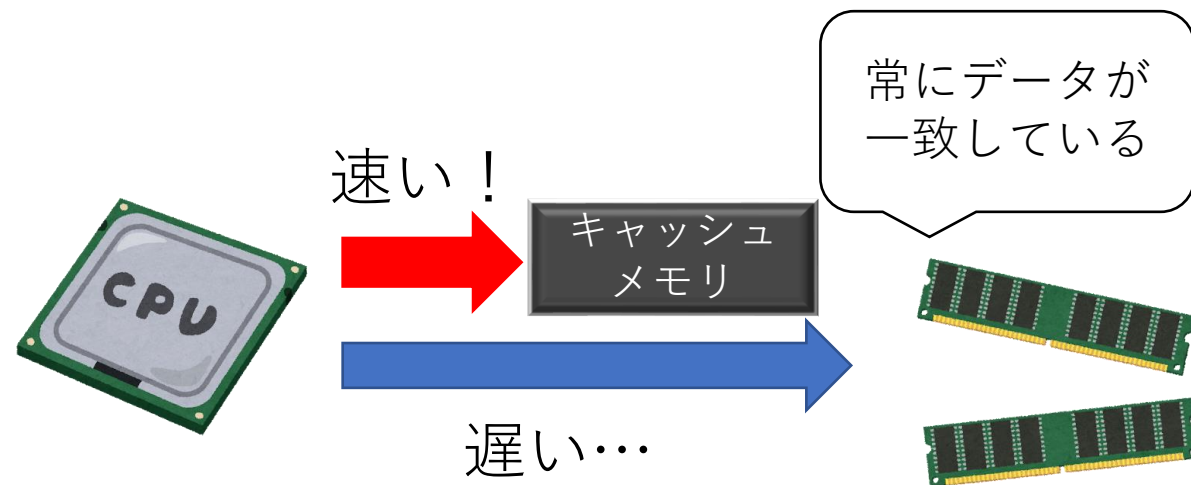 常にデータが
一致している
速い！
キャッシュ
メモリ
CPU
遅い…